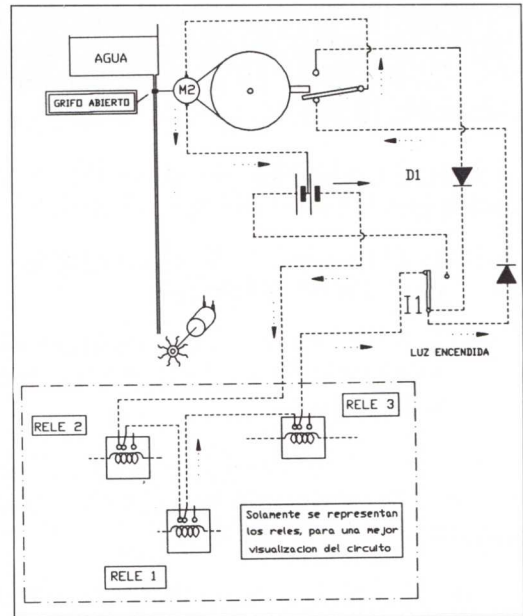 AGUA
M2
GRIFO ABIERTO
D1
I1
LUZ ENCENDIDA
RELE 3
RELE 2
Solamente se representan
los reles, para una mejor
visualizacion del circuito
RELE 1